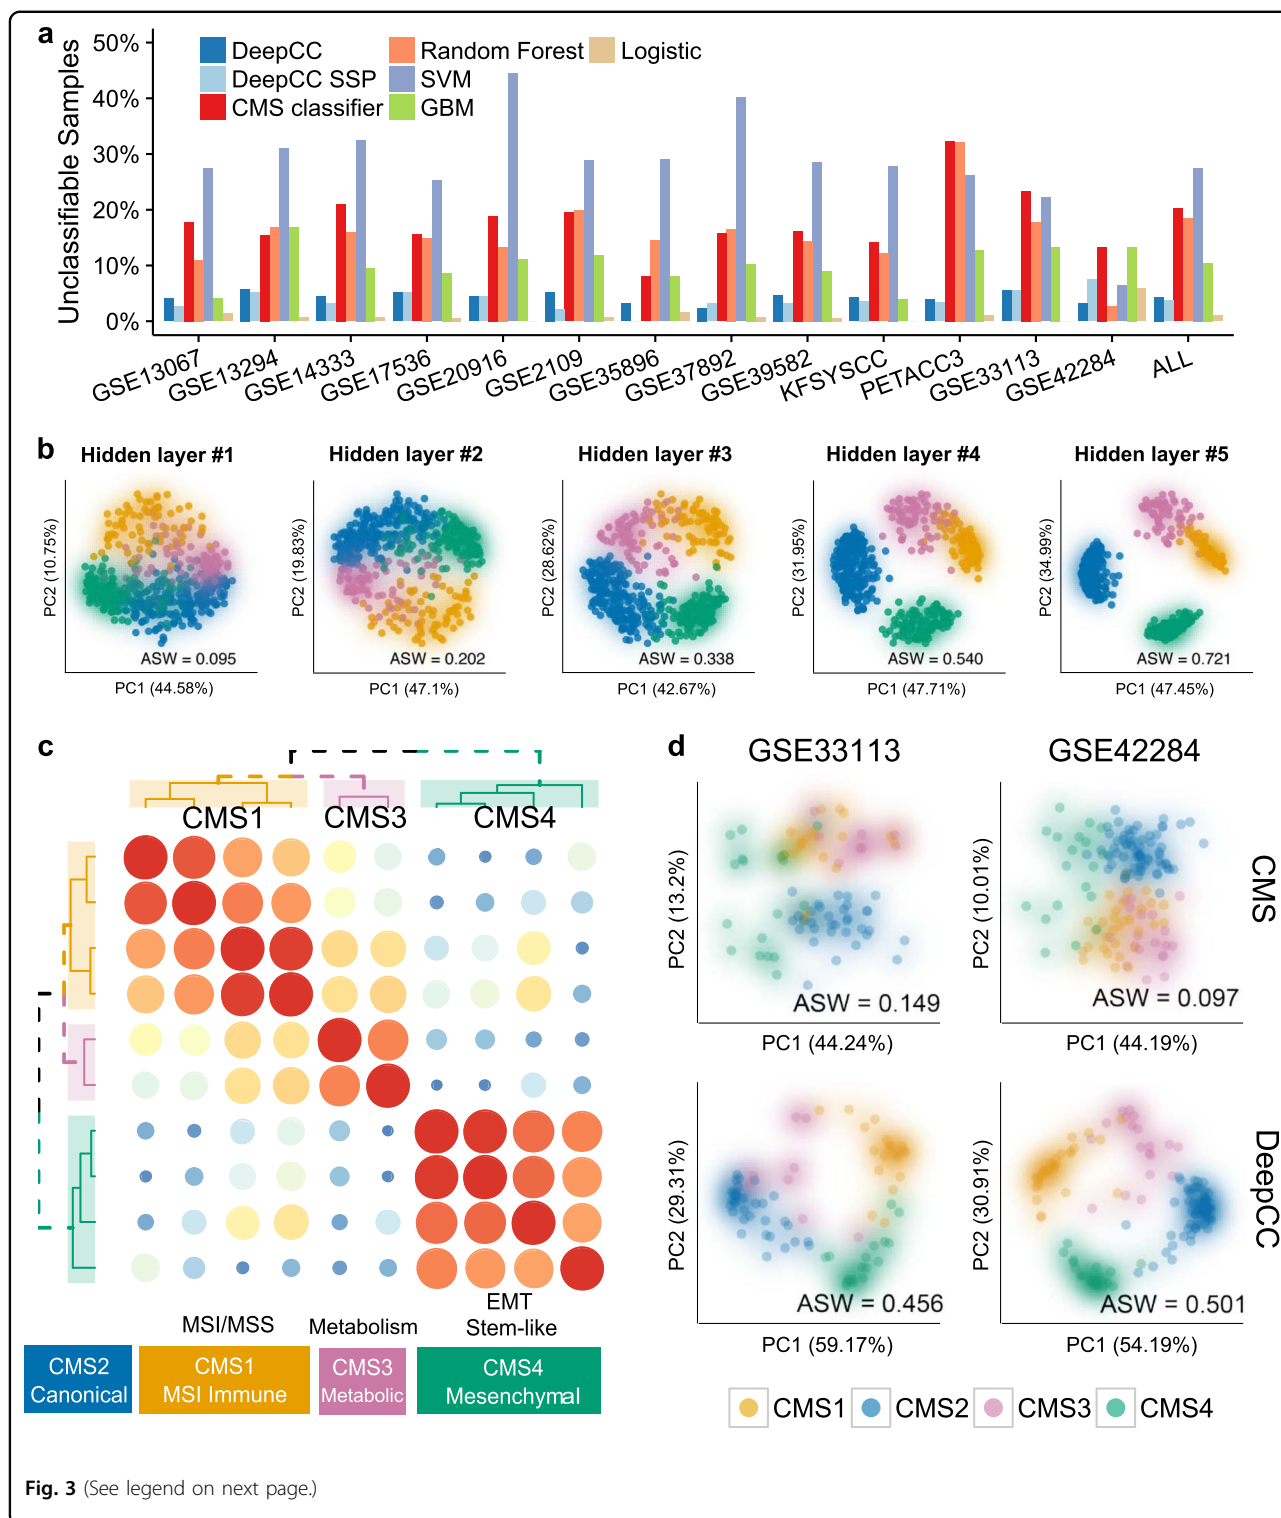 a
Unclassifiable Samples
50%
40%
30%
20%
10%
0%
DeepCC
DeepCC SSP
CMS classifier
Random Forest
SVM
GBM
Logistic
GSE13067
GSE13294
GSE14333
GSE17536
GSE20916
GSE2109
GSE35896
GSE37892
GSE39582
KFSYSCC
PETACC3
GSE33113
GSE42284
ALL
b
Hidden layer #1
PC2 (10.75%)
ASW = 0.095
PC1 (44.58%)
Hidden layer #2
PC2 (19.83%)
ASW = 0.202
PC1 (47.1%)
Hidden layer #3
PC2 (28.62%)
ASW = 0.338
PC1 (42.67%)
Hidden layer #4
PC2 (31.95%)
ASW = 0.540
PC1 (47.71%)
Hidden layer #5
PC2 (34.99%)
ASW = 0.721
PC1 (47.45%)
c
CMS1
CMS3
CMS4
MSI/MSS
Metabolism
EMT
Stem-like
CMS2
Canonical
CMS1
MSI Immune
CMS3
Metabolic
CMS4
Mesenchymal
d
GSE33113
GSE42284
PC2 (13.2%)
ASW = 0.149
PC1 (44.24%)
PC2 (10.01%)
ASW = 0.097
PC1 (44.19%)
CMS
PC2 (29.31%)
ASW = 0.456
PC1 (59.17%)
PC2 (30.91%)
ASW = 0.501
PC1 (54.19%)
DeepCC
CMS1
CMS2
CMS3
CMS4
Fig. 3 (See legend on next page.)